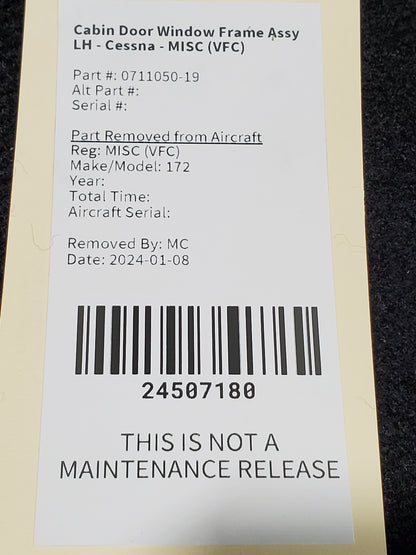 Cabin Door Window Frame Assy
LH - Cessna - MISC (VFC)
Part #: 0711050-19
Alt Part #:
Serial #:
Part Removed from Aircraft
Reg: MISC (VFC)
Make/Model: 172
Year:
Total Time:
Aircraft Serial:
Removed By: MC
Date: 2024-01-08
24507180
THIS IS NOT A
MAINTENANCE RELEASE